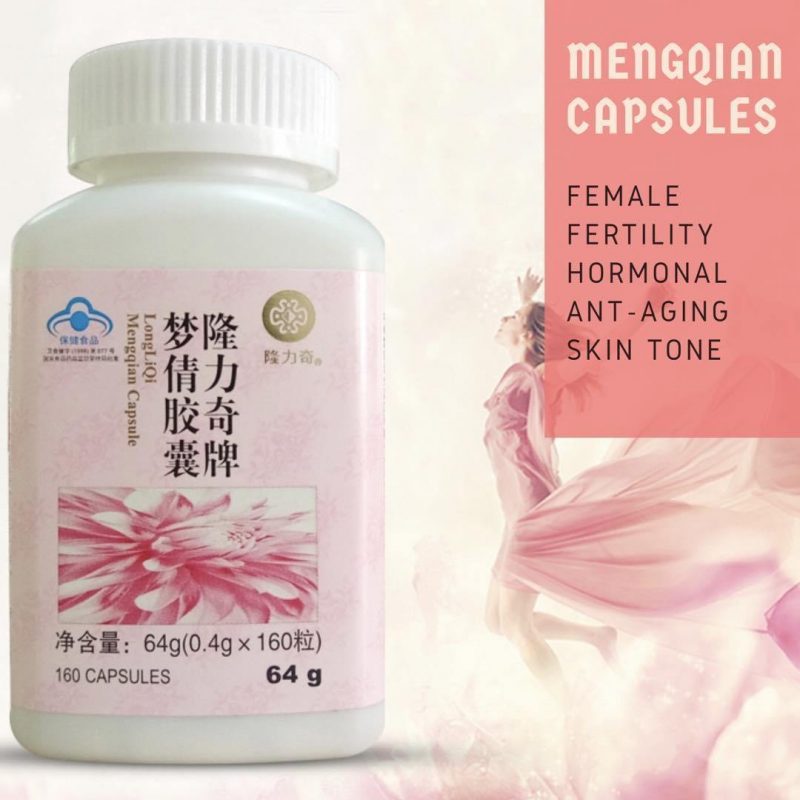 MENGQIAN
CAPSULES
FEMALE
FERTILITY
HORMONAL
ANT-AGING
SKIN TONE
保健食品
隆力奇®
隆力奇牌
梦倩胶囊
LongLiQi
Mengqian Capsule
净含量：64g(0.4g×160粒)
160 CAPSULES
64 g